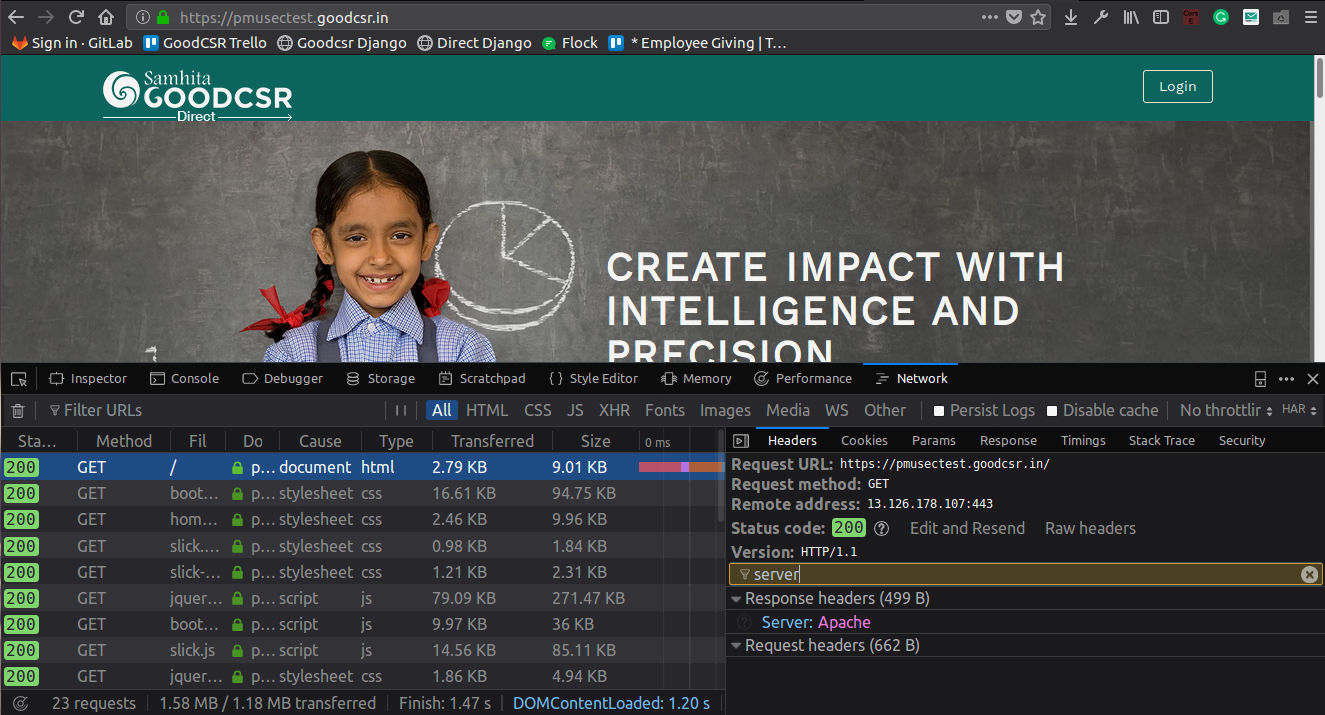 https://pmusectest.goodcsr.in
Sign in · GitLab GoodCSR Trello Goodcsr Django Direct Django Flock * Employee Giving | T…
Samhita
GOODCSR
Direct
Login
CREATE IMPACT WITH
INTELLIGENCE AND
PRECISION
Inspector Console Debugger Storage Scratchpad {} Style Editor Memory Performance Network
Filter URLs All HTML CSS JS XHR Fonts Images Media WS Other Persist Logs Disable cache No throttlir HAR
Sta… Method Fil Do Cause Type Transferred Size 0 ms
200 GET / p… document html 2.79 KB 9.01 KB
200 GET boot… p… stylesheet css 16.61 KB 94.75 KB
200 GET hom… p… stylesheet css 2.46 KB 9.96 KB
200 GET slick.… p… stylesheet css 0.98 KB 1.84 KB
200 GET slick-… p… stylesheet css 1.21 KB 2.31 KB
200 GET jquer… p… script js 79.09 KB 271.47 KB
200 GET boot… p… script js 9.97 KB 36 KB
200 GET slick.js p… script js 14.56 KB 85.11 KB
200 GET jquer… p… stylesheet css 1.86 KB 4.94 KB
23 requests 1.58 MB / 1.18 MB transferred Finish: 1.47 s DOMContentLoaded: 1.20 s
Headers Cookies Params Response Timings Stack Trace Security
Request URL: https://pmusectest.goodcsr.in/
Request method: GET
Remote address: 13.126.178.107:443
Status code: 200 ? Edit and Resend Raw headers
Version: HTTP/1.1
server
Response headers (499 B)
Server: Apache
Request headers (662 B)